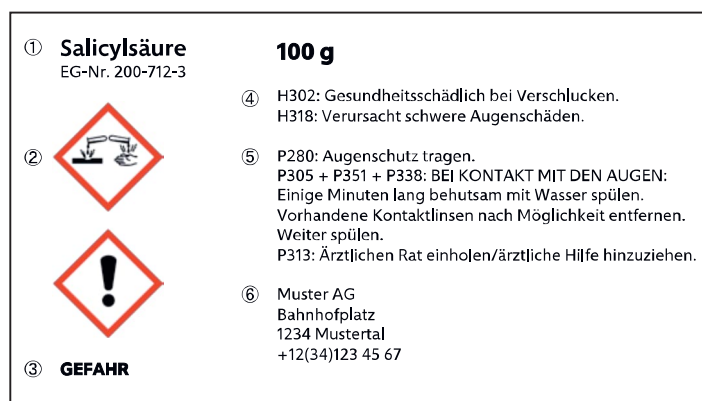 ① Salicylsäure
EG-Nr. 200-712-3
②
③ GEFAHR
100 g
④ H302: Gesundheitsschädlich bei Verschlucken.
H318: Verursacht schwere Augenschäden.
⑤ P280: Augenschutz tragen.
P305 + P351 + P338: BEI KONTAKT MIT DEN AUGEN:
Einige Minuten lang behutsam mit Wasser spülen.
Vorhandene Kontaktlinsen nach Möglichkeit entfernen.
Weiter spülen.
P313: Ärztlichen Rat einholen/ärztliche Hilfe hinzuziehen.
⑥ Muster AG
Bahnhofplatz
1234 Mustertal
+12(34)123 45 67